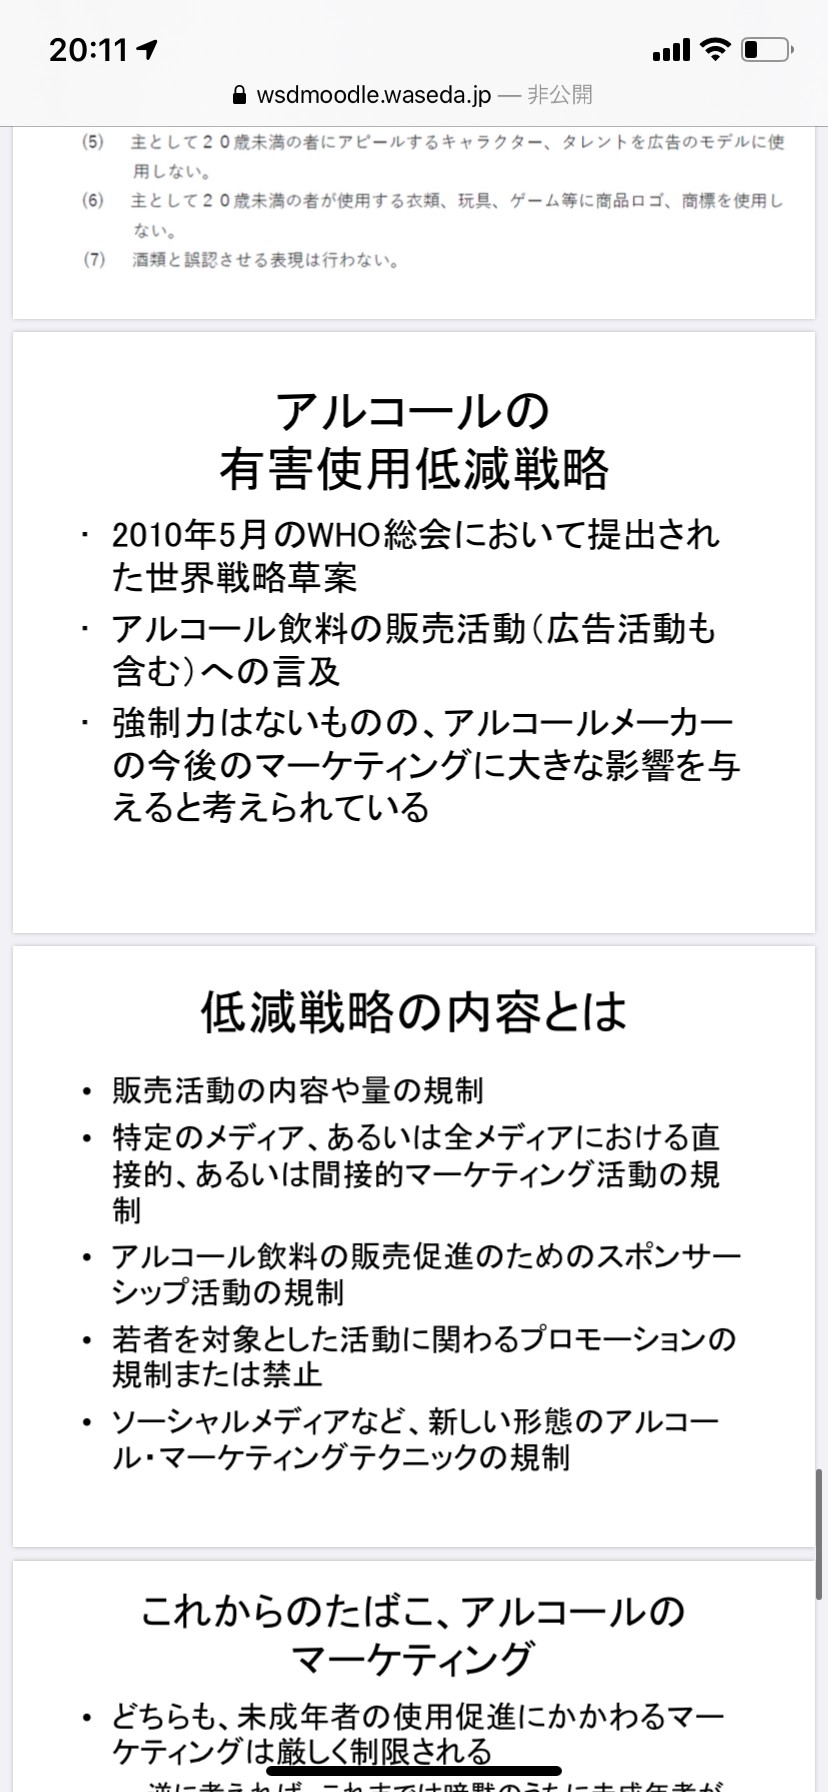 20:11
wsdmoodle.waseda.jp — 非公開
(5) 主として２０歳未満の者にアピールするキャラクター、タレントを広告のモデルに使
用しない。
(6) 主として２０歳未満の者が使用する衣類、玩具、ゲーム等に商品ロゴ、商標を使用し
ない。
(7) 酒類と誤認させる表現は行わない。
アルコールの
有害使用低減戦略
・ 2010年5月のWHO総会において提出され
た世界戦略草案
・ アルコール飲料の販売活動（広告活動も
含む）への言及
・ 強制力はないものの、アルコールメーカー
の今後のマーケティングに大きな影響を与
えると考えられている
低減戦略の内容とは
• 販売活動の内容や量の規制
• 特定のメディア、あるいは全メディアにおける直
接的、あるいは間接的マーケティング活動の規
制
• アルコール飲料の販売促進のためのスポンサー
シップ活動の規制
• 若者を対象とした活動に関わるプロモーションの
規制または禁止
• ソーシャルメディアなど、新しい形態のアルコー
ル・マーケティングテクニックの規制
これからのたばこ、アルコールの
マーケティング
• どちらも、未成年者の使用促進にかかわるマー
ケティングは厳しく制限される